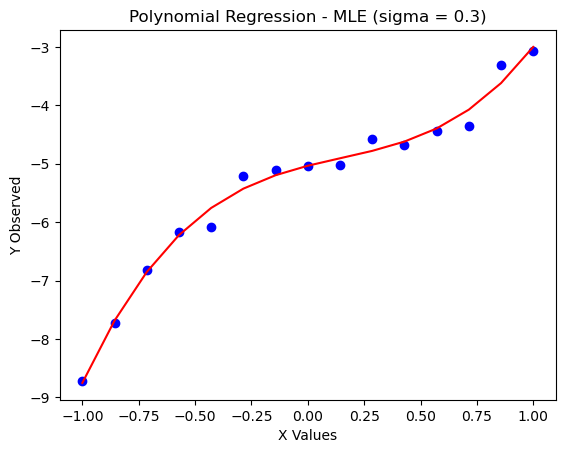 Polynomial Regression - MLE (sigma = 0.3)
−3
−4
−5
−6
−7
−8
−9
Y Observed
−1.00 −0.75 −0.50 −0.25 0.00 0.25 0.50 0.75 1.00
X Values